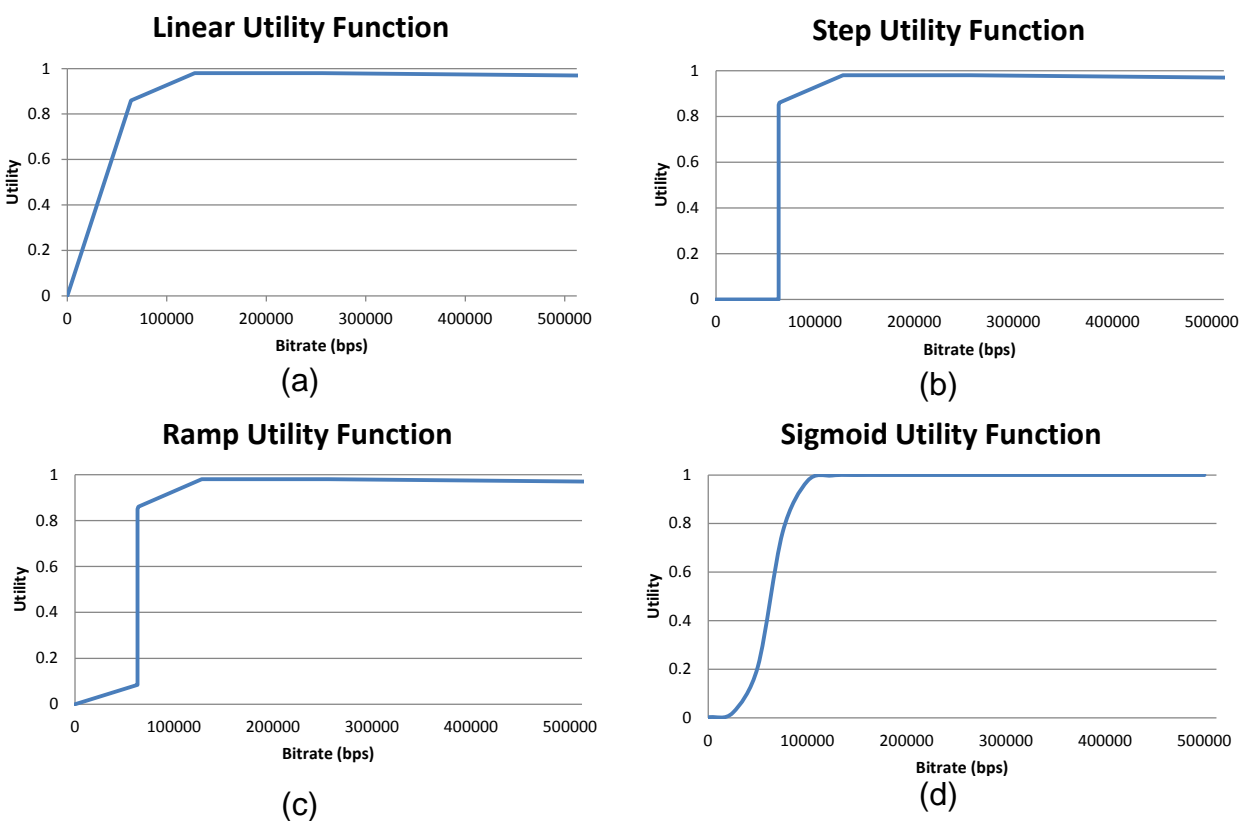 Linear Utility Function
1
0.8
0.6
0.4
0.2
0
Utility
0 100000 200000 300000 400000 500000
Bitrate (bps)
(a)
Step Utility Function
1
0.8
0.6
0.4
0.2
0
Utility
0 100000 200000 300000 400000 500000
Bitrate (bps)
(b)
Ramp Utility Function
1
0.8
0.6
0.4
0.2
0
Utility
0 100000 200000 300000 400000 500000
Bitrate (bps)
(c)
Sigmoid Utility Function
1
0.8
0.6
0.4
0.2
0
Utility
0 100000 200000 300000 400000 500000
Bitrate (bps)
(d)